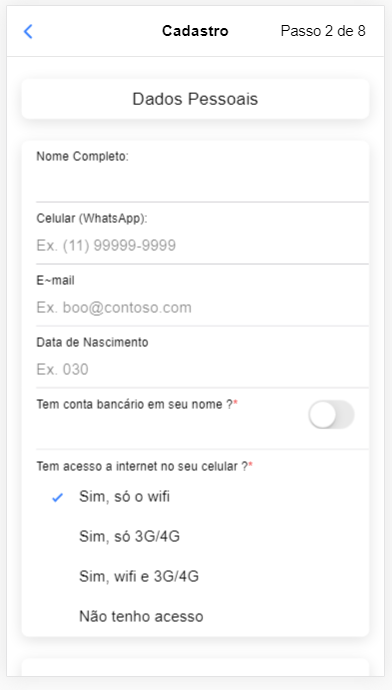 Cadastro Passo 2 de 8
Dados Pessoais
Nome Completo:
Celular (WhatsApp):
Ex. (11) 99999-9999
E~mail
Ex. boo@contoso.com
Data de Nascimento
Ex. 030
Tem conta bancário em seu nome ?*
Tem acesso a internet no seu celular ?*
Sim, só o wifi
Sim, só 3G/4G
Sim, wifi e 3G/4G
Não tenho acesso